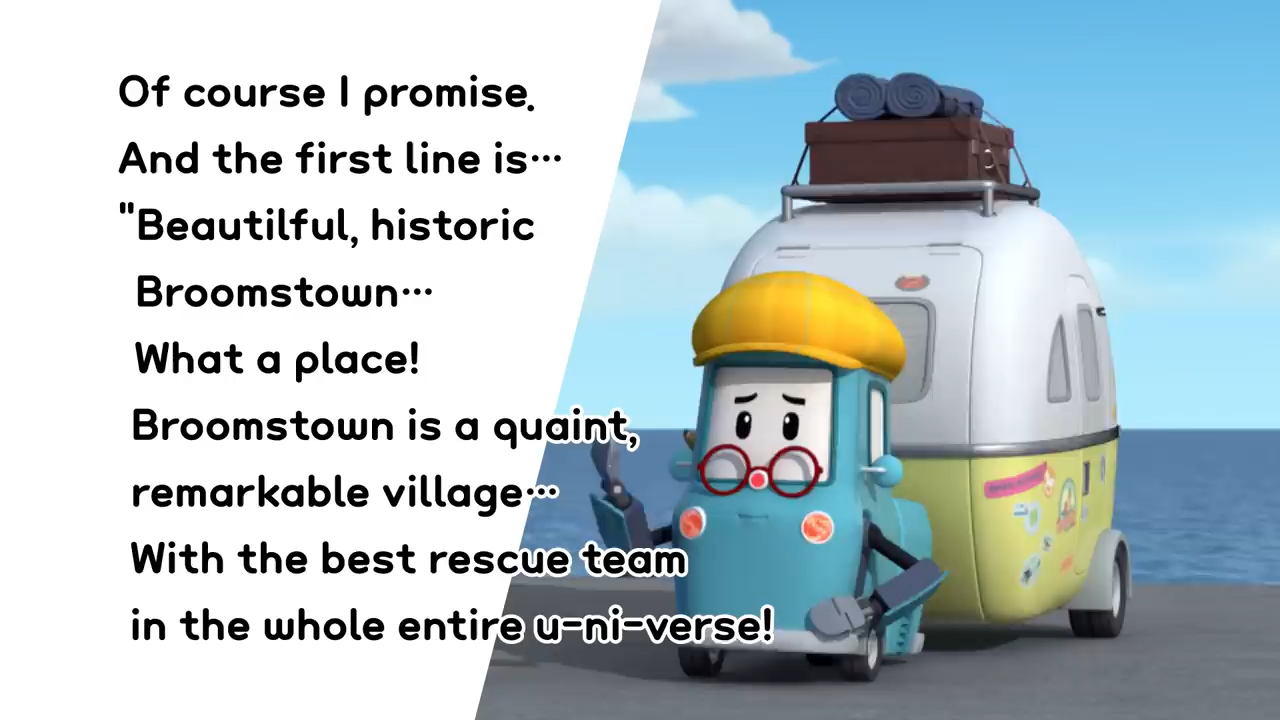 Of course I promise.
And the first line is···
"Beautilful, historic
Broomstown···
What a place!
Broomstown is a quaint,
remarkable village···
With the best rescue team
in the whole entire u-ni-verse!